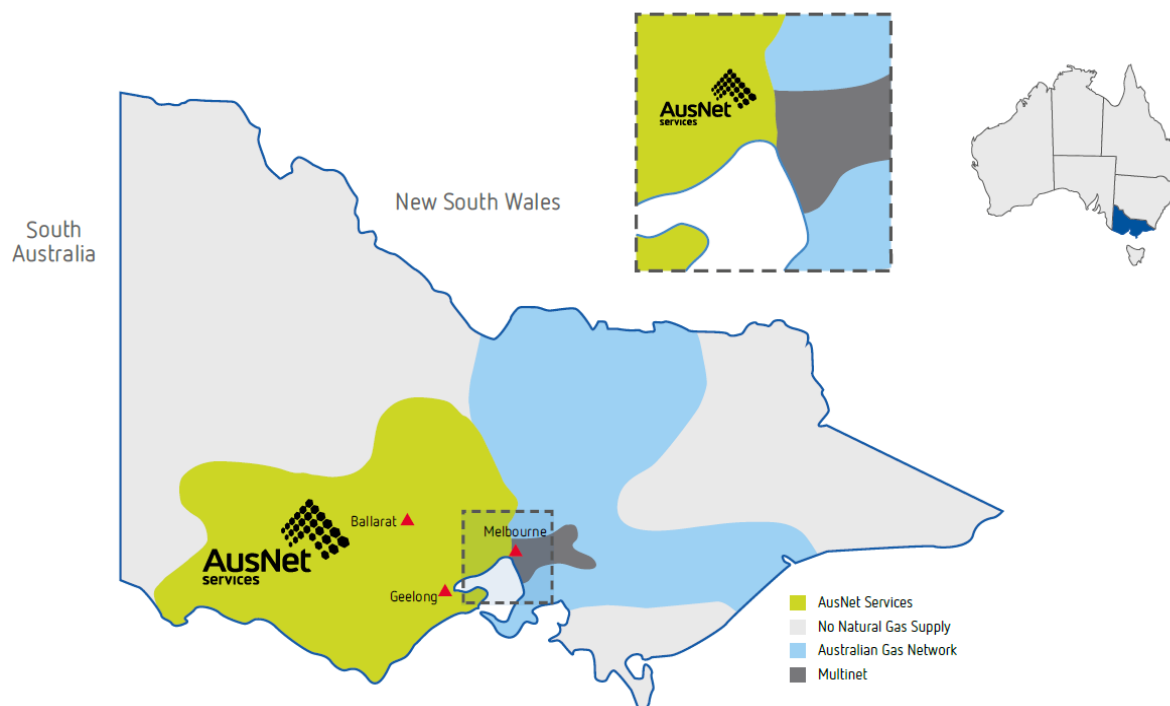 AusNet
services
New South Wales
South
Australia
Ballarat
Melbourne
AusNet
services
Geelong
AusNet Services
No Natural Gas Supply
Australian Gas Network
Multinet